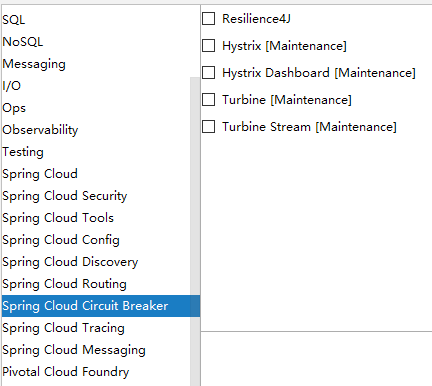 SQL
NoSQL
Messaging
I/O
Ops
Observability
Testing
Spring Cloud
Spring Cloud Security
Spring Cloud Tools
Spring Cloud Config
Spring Cloud Discovery
Spring Cloud Routing
Spring Cloud Circuit Breaker
Spring Cloud Tracing
Spring Cloud Messaging
Pivotal Cloud Foundry
Resilience4J
Hystrix [Maintenance]
Hystrix Dashboard [Maintenance]
Turbine [Maintenance]
Turbine Stream [Maintenance]